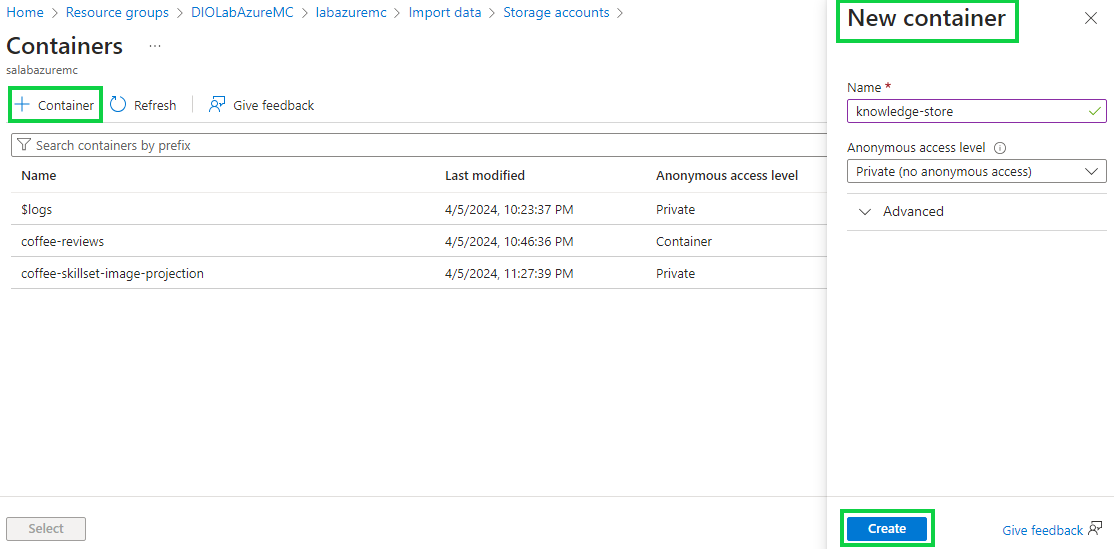 Home > Resource groups > DIOLabAzureMC > labazuremc > Import data > Storage accounts >
Containers ...
salabazuremc
+ Container Refresh Give feedback
Search containers by prefix
Name Last modified Anonymous access level
$logs 4/5/2024, 10:23:37 PM Private
coffee-reviews 4/5/2024, 10:46:36 PM Container
coffee-skillset-image-projection 4/5/2024, 11:27:39 PM Private
Select
New container
Name *
knowledge-store
Anonymous access level
Private (no anonymous access)
Advanced
Create Give feedback